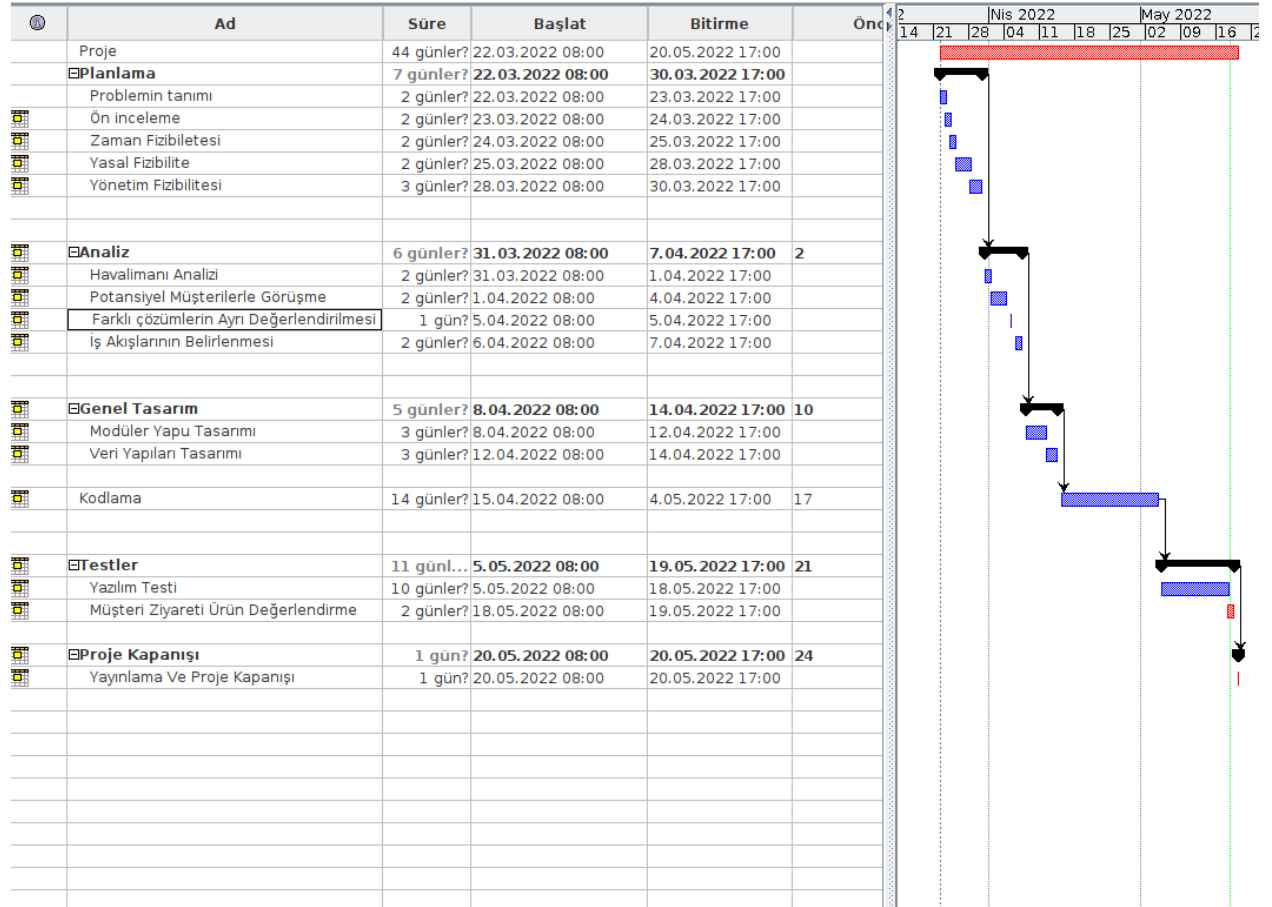 Ad Süre Başlat Bitirme Önc
2 Nis 2022 May 2022
14 21 28 04 11 18 25 02 09 16 2
Proje 44 günler? 22.03.2022 08:00 20.05.2022 17:00
Planlama 7 günler? 22.03.2022 08:00 30.03.2022 17:00
Problemin tanımı 2 günler? 22.03.2022 08:00 23.03.2022 17:00
Ön inceleme 2 günler? 23.03.2022 08:00 24.03.2022 17:00
Zaman Fizibiletesi 2 günler? 24.03.2022 08:00 25.03.2022 17:00
Yasal Fizibilite 2 günler? 25.03.2022 08:00 28.03.2022 17:00
Yönetim Fizibilitesi 3 günler? 28.03.2022 08:00 30.03.2022 17:00
Analiz 6 günler? 31.03.2022 08:00 7.04.2022 17:00 2
Havalimanı Analizi 2 günler? 31.03.2022 08:00 1.04.2022 17:00
Potansiyel Müşterilerle Görüşme 2 günler? 1.04.2022 08:00 4.04.2022 17:00
Farklı çözümlerin Ayrı Değerlendirilmesi 1 gün? 5.04.2022 08:00 5.04.2022 17:00
İş Akışlarının Belirlenmesi 2 günler? 6.04.2022 08:00 7.04.2022 17:00
Genel Tasarım 5 günler? 8.04.2022 08:00 14.04.2022 17:00 10
Modüler Yapu Tasarımı 3 günler? 8.04.2022 08:00 12.04.2022 17:00
Veri Yapıları Tasarımı 3 günler? 12.04.2022 08:00 14.04.2022 17:00
Kodlama 14 günler? 15.04.2022 08:00 4.05.2022 17:00 17
Testler 11 günl... 5.05.2022 08:00 19.05.2022 17:00 21
Yazılım Testi 10 günler? 5.05.2022 08:00 18.05.2022 17:00
Müşteri Ziyareti Ürün Değerlendirme 2 günler? 18.05.2022 08:00 19.05.2022 17:00
Proje Kapanışı 1 gün? 20.05.2022 08:00 20.05.2022 17:00 24
Yayınlama Ve Proje Kapanışı 1 gün? 20.05.2022 08:00 20.05.2022 17:00